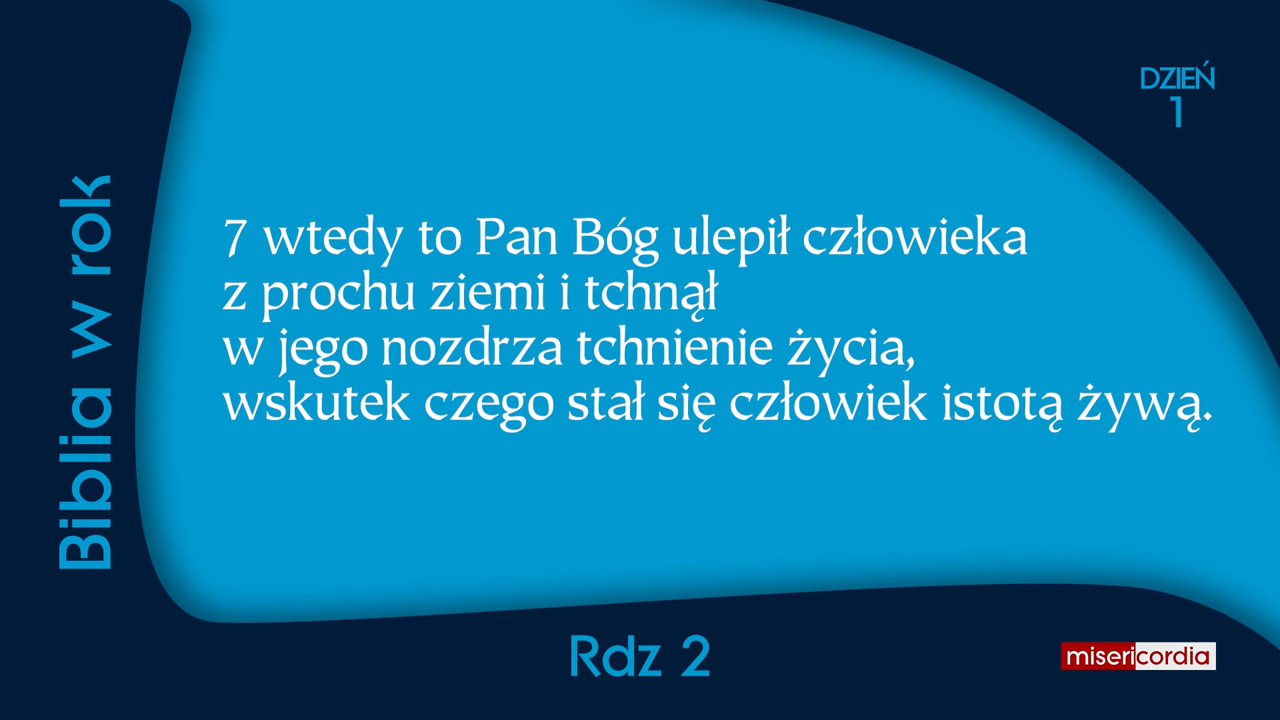 DZIEŃ
1
Biblia w rok
7 wtedy to Pan Bóg ulepił człowieka
z prochu ziemi i tchnął
w jego nozdrza tchnienie życia,
wskutek czego stał się człowiek istotą żywą.
Rdz 2
misericordia